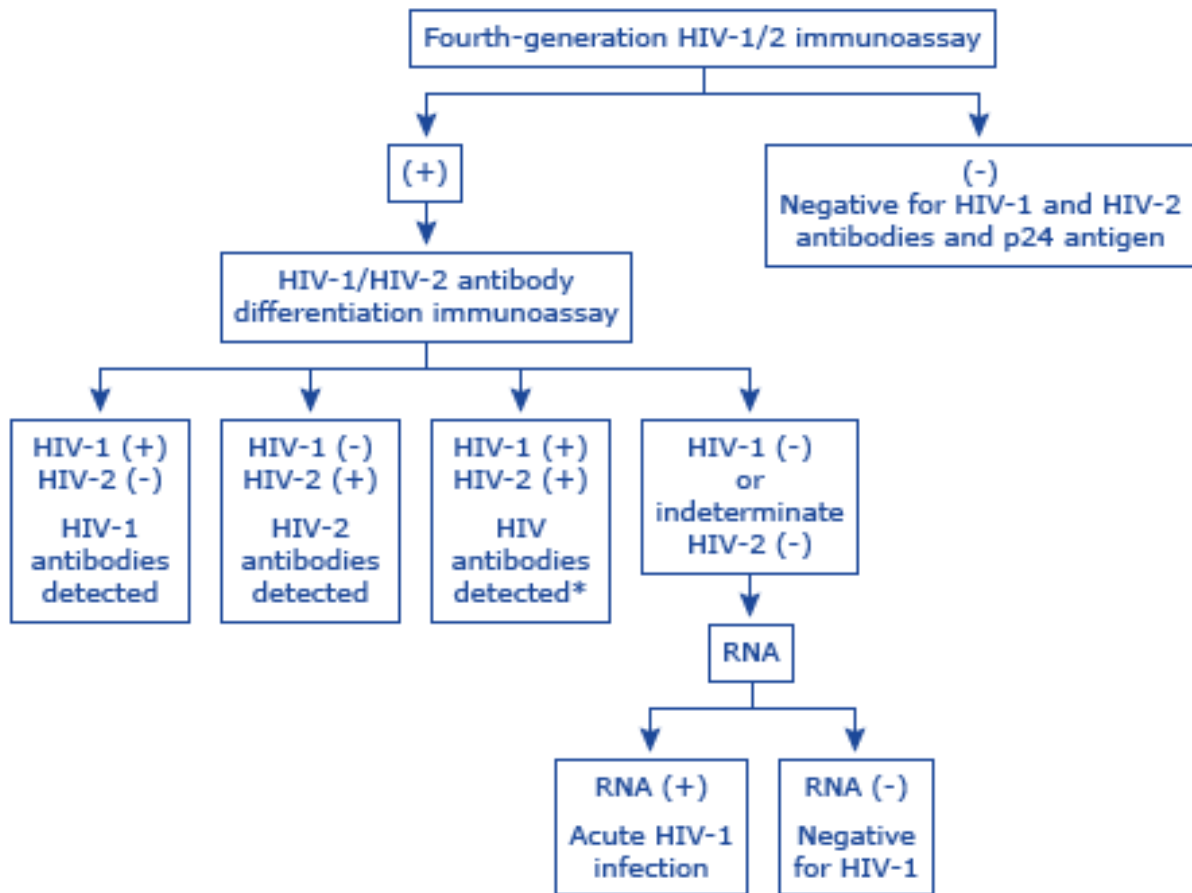 Fourth-generation HIV-1/2 immunoassay
(+)
(-)
Negative for HIV-1 and HIV-2
antibodies and p24 antigen
HIV-1/HIV-2 antibody
differentiation immunoassay
HIV-1 (+)
HIV-2 (-)
HIV-1
antibodies
detected
HIV-1 (-)
HIV-2 (+)
HIV-2
antibodies
detected
HIV-1 (+)
HIV-2 (+)
HIV
antibodies
detected*
HIV-1 (-)
or
indeterminate
HIV-2 (-)
RNA
RNA (+)
Acute HIV-1
infection
RNA (-)
Negative
for HIV-1